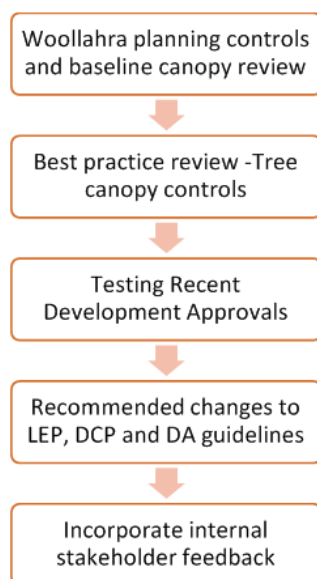 Woollahra planning controls
and baseline canopy review
Best practice review -Tree
canopy controls
Testing Recent
Development Approvals
Recommended changes to
LEP, DCP and DA guidelines
Incorporate internal
stakeholder feedback